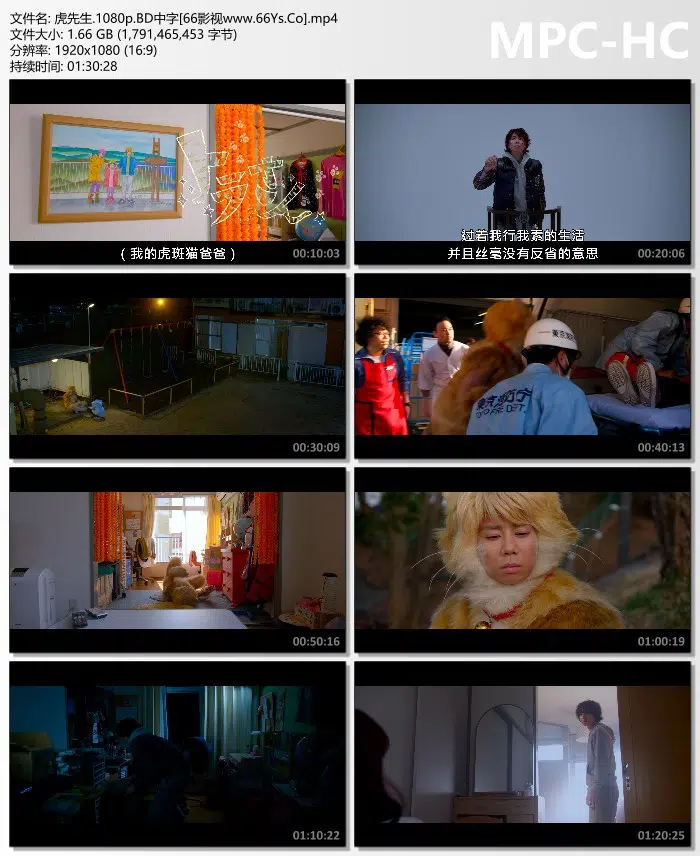 文件名: 虎先生.1080p.BD中字[66影视www.66Ys.Co].mp4
文件大小: 1.66 GB (1,791,465,453 字节)
分辨率: 1920x1080 (16:9)
持续时间: 01:30:28
MPC-HC
(我的虎斑猫爸爸)
00:10:03
过着我行我素的生活
并且丝毫没有反省的意思
00:20:06
00:30:09
00:40:13
00:50:16
01:00:19
01:10:22
01:20:25